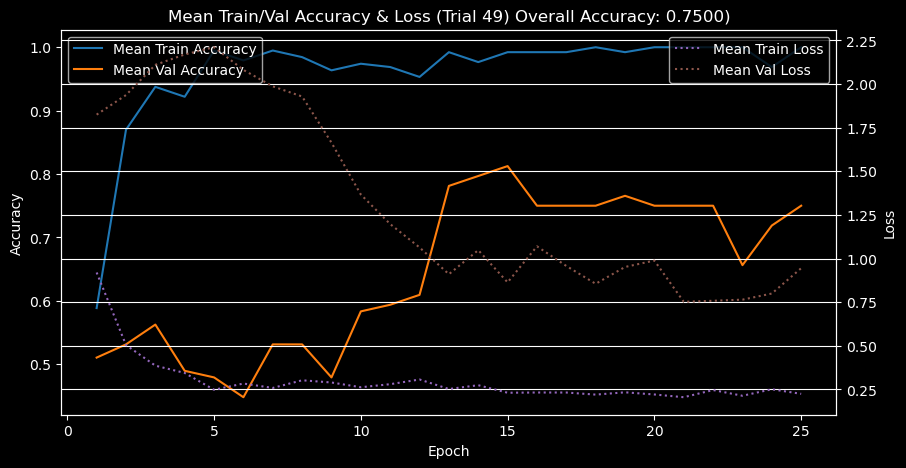 Mean Train/Val Accuracy & Loss (Trial 49) Overall Accuracy: 0.7500)
Mean Train Accuracy
Mean Val Accuracy
Mean Train Loss
Mean Val Loss
1.0
0.9
0.8
0.7
0.6
0.5
Accuracy
2.25
2.00
1.75
1.50
1.25
1.00
0.75
0.50
0.25
Loss
0 5 10 15 20 25
Epoch